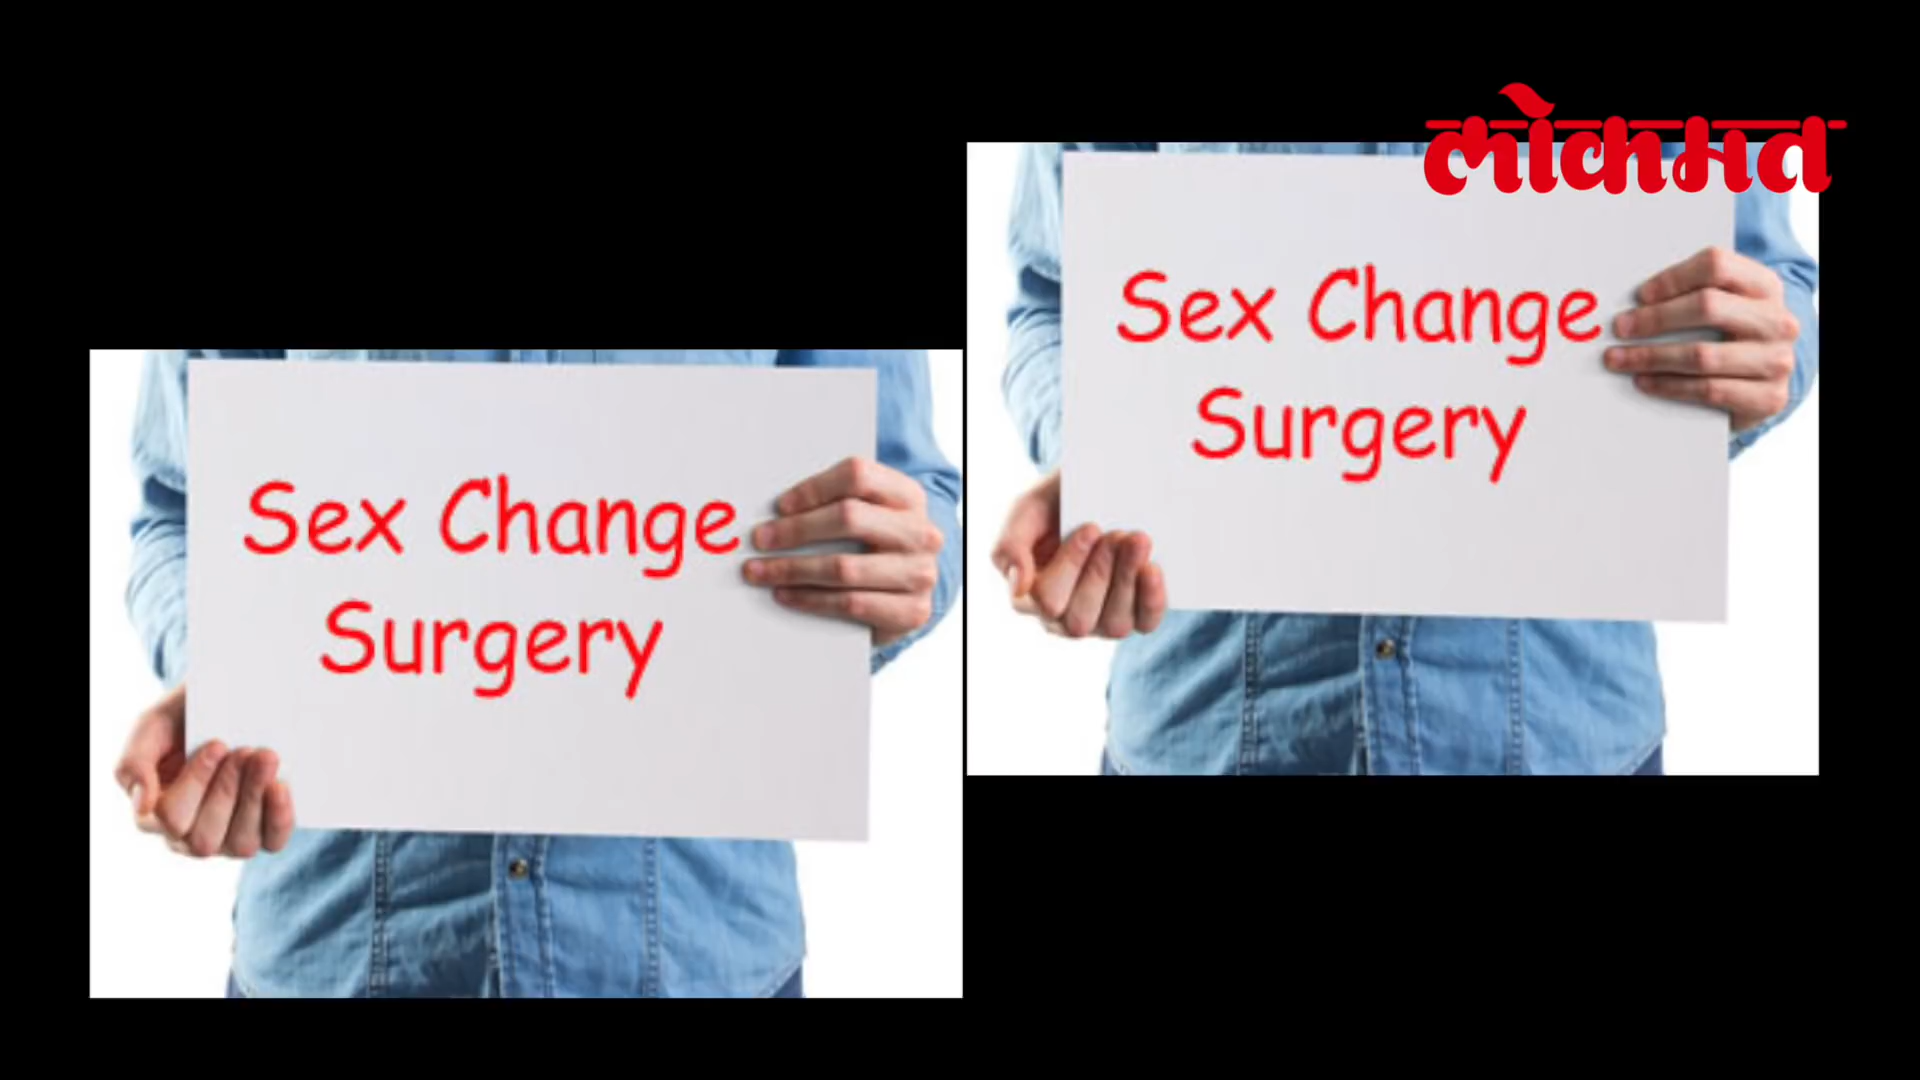 लोकमत
Sex Change
Surgery
Sex Change
Surgery